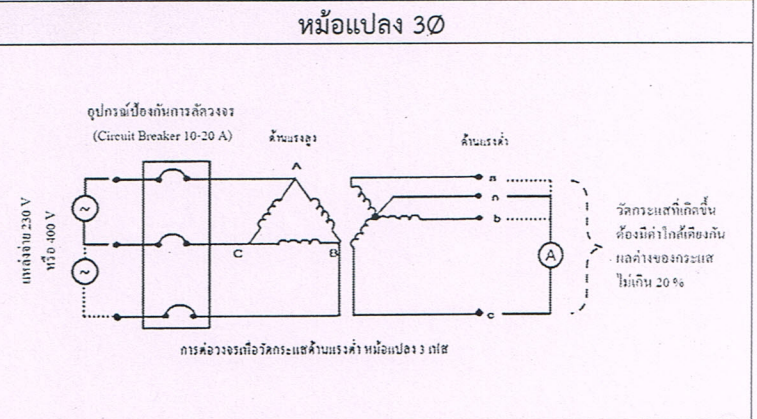 หม้อแปลง 3Ø
อุปกรณ์ป้องกันการลัดวงจร
(Circuit Breaker 10-20 A)
ด้านแรงสูง
ด้านแรงต่ำ
A
a
n
b
แหล่งจ่าย 230 V
หรือ 400 V
~
~
C
B
A
c
วัดกระแสที่เกิดขึ้น
ต้องมีค่าใกล้เคียงกัน
ผลต่างของกระแส
ไม่เกิน 20 %
การต่อวงจรเพื่อวัดกระแสด้านแรงต่ำ หม้อแปลง 3 เฟส